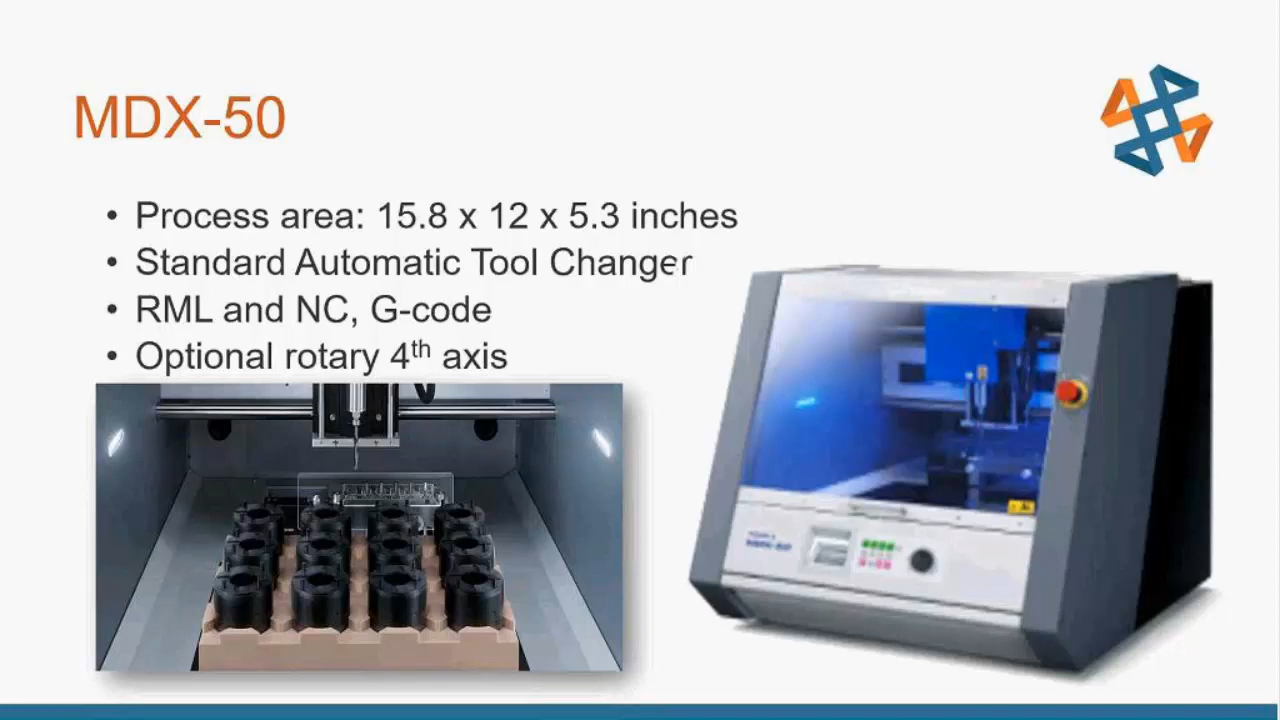 MDX-50
• Process area: 15.8 x 12 x 5.3 inches
• Standard Automatic Tool Changer
• RML and NC, G-code
• Optional rotary 4th axis